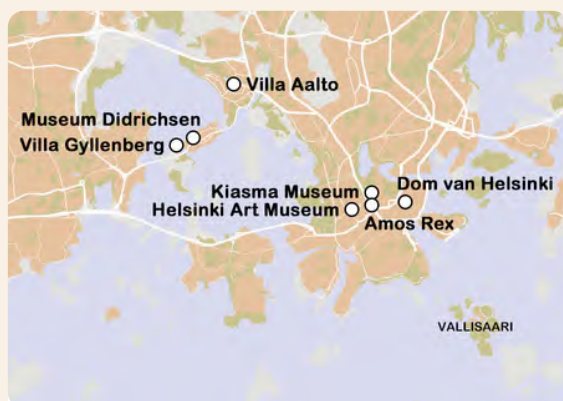 Villa Aalto
Museum Didrichsen
Villa Gyllenberg
Kiasma Museum
Dom van Helsinki
Helsinki Art Museum
Amos Rex
VALLISAARI